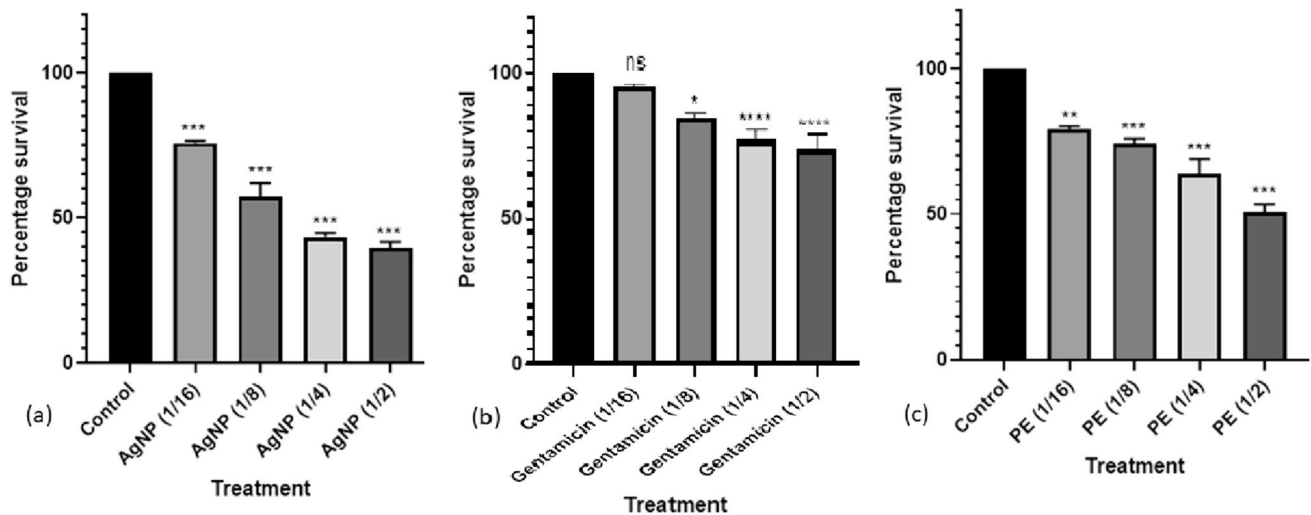 Percentage survival
100
50
0
***
***
***
***
Control
AgNP (1/16)
AgNP (1/8)
AgNP (1/4)
AgNP (1/2)
Treatment
(a)
Percentage survival
100
50
0
ns
*
****
****
Control
Gentamicin (1/16)
Gentamicin (1/8)
Gentamicin (1/4)
Gentamicin (1/2)
Treatment
(b)
Percentage survival
100
50
0
**
***
***
***
Control
PE (1/16)
PE (1/8)
PE (1/4)
PE (1/2)
Treatment
(c)